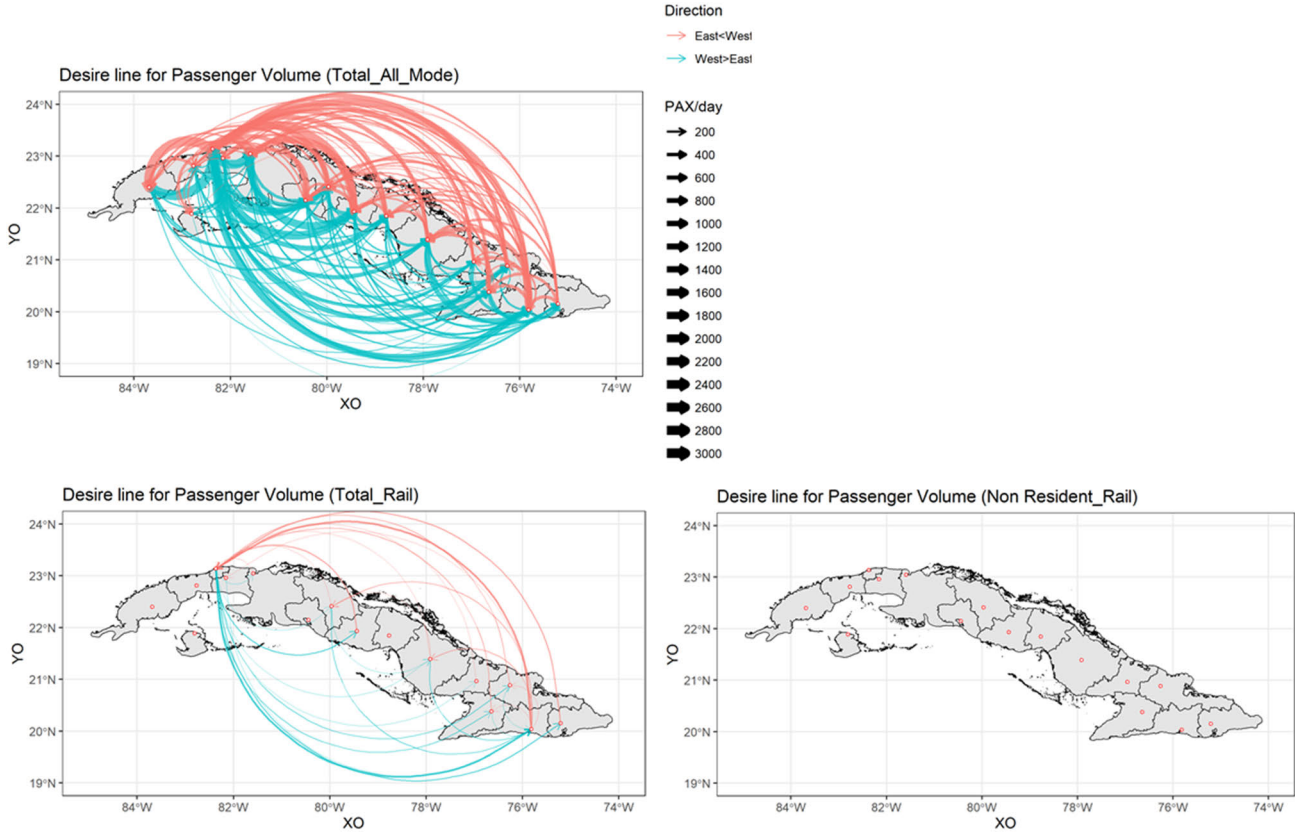 Direction
East<West
West>East
Desire line for Passenger Volume (Total_All_Mode)
PAX/day
200
400
600
800
1000
1200
1400
1600
1800
2000
2200
2400
2600
2800
3000
24°N
23°N
22°N
21°N
20°N
19°N
YO
84°W 82°W 80°W 78°W 76°W 74°W
XO
Desire line for Passenger Volume (Total_Rail)
24°N
23°N
22°N
21°N
20°N
19°N
YO
84°W 82°W 80°W 78°W 76°W 74°W
XO
Desire line for Passenger Volume (Non Resident_Rail)
24°N
23°N
22°N
21°N
20°N
19°N
YO
84°W 82°W 80°W 78°W 76°W 74°W
XO